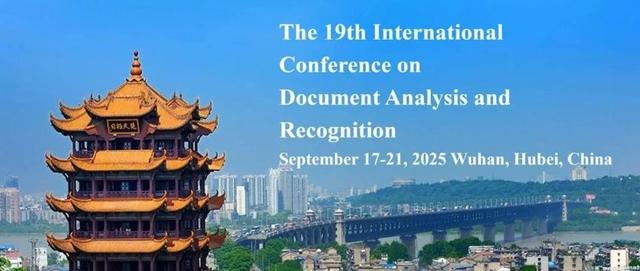 The 19th International
Conference on
Document Analysis and
Recognition
September 17-21, 2025 Wuhan, Hubei, China